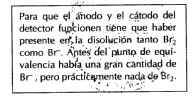 Para que el ánodo y el cátodo del
detector funcionen tiene que haber
presente en la disolución tanto Br₂
como Br⁻. Antes del punto de equi-
valencia había una gran cantidad de
Br⁻, pero prácticamente nada de Br₂.